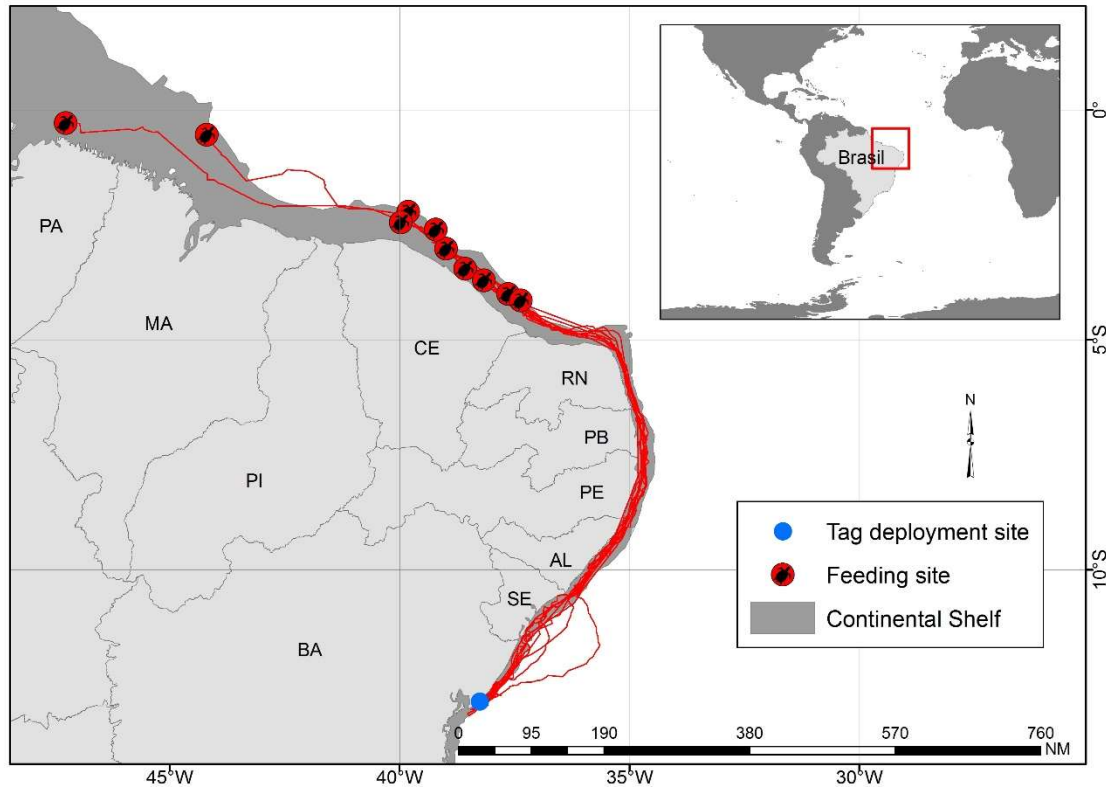 Brasil
0°
PA
MA
CE
5°S
RN
PB
PI
PE
N
AL
SE
10°S
BA
Tag deployment site
Feeding site
Continental Shelf
0 95 190 380 570 760
NM
45°W 40°W 35°W 30°W